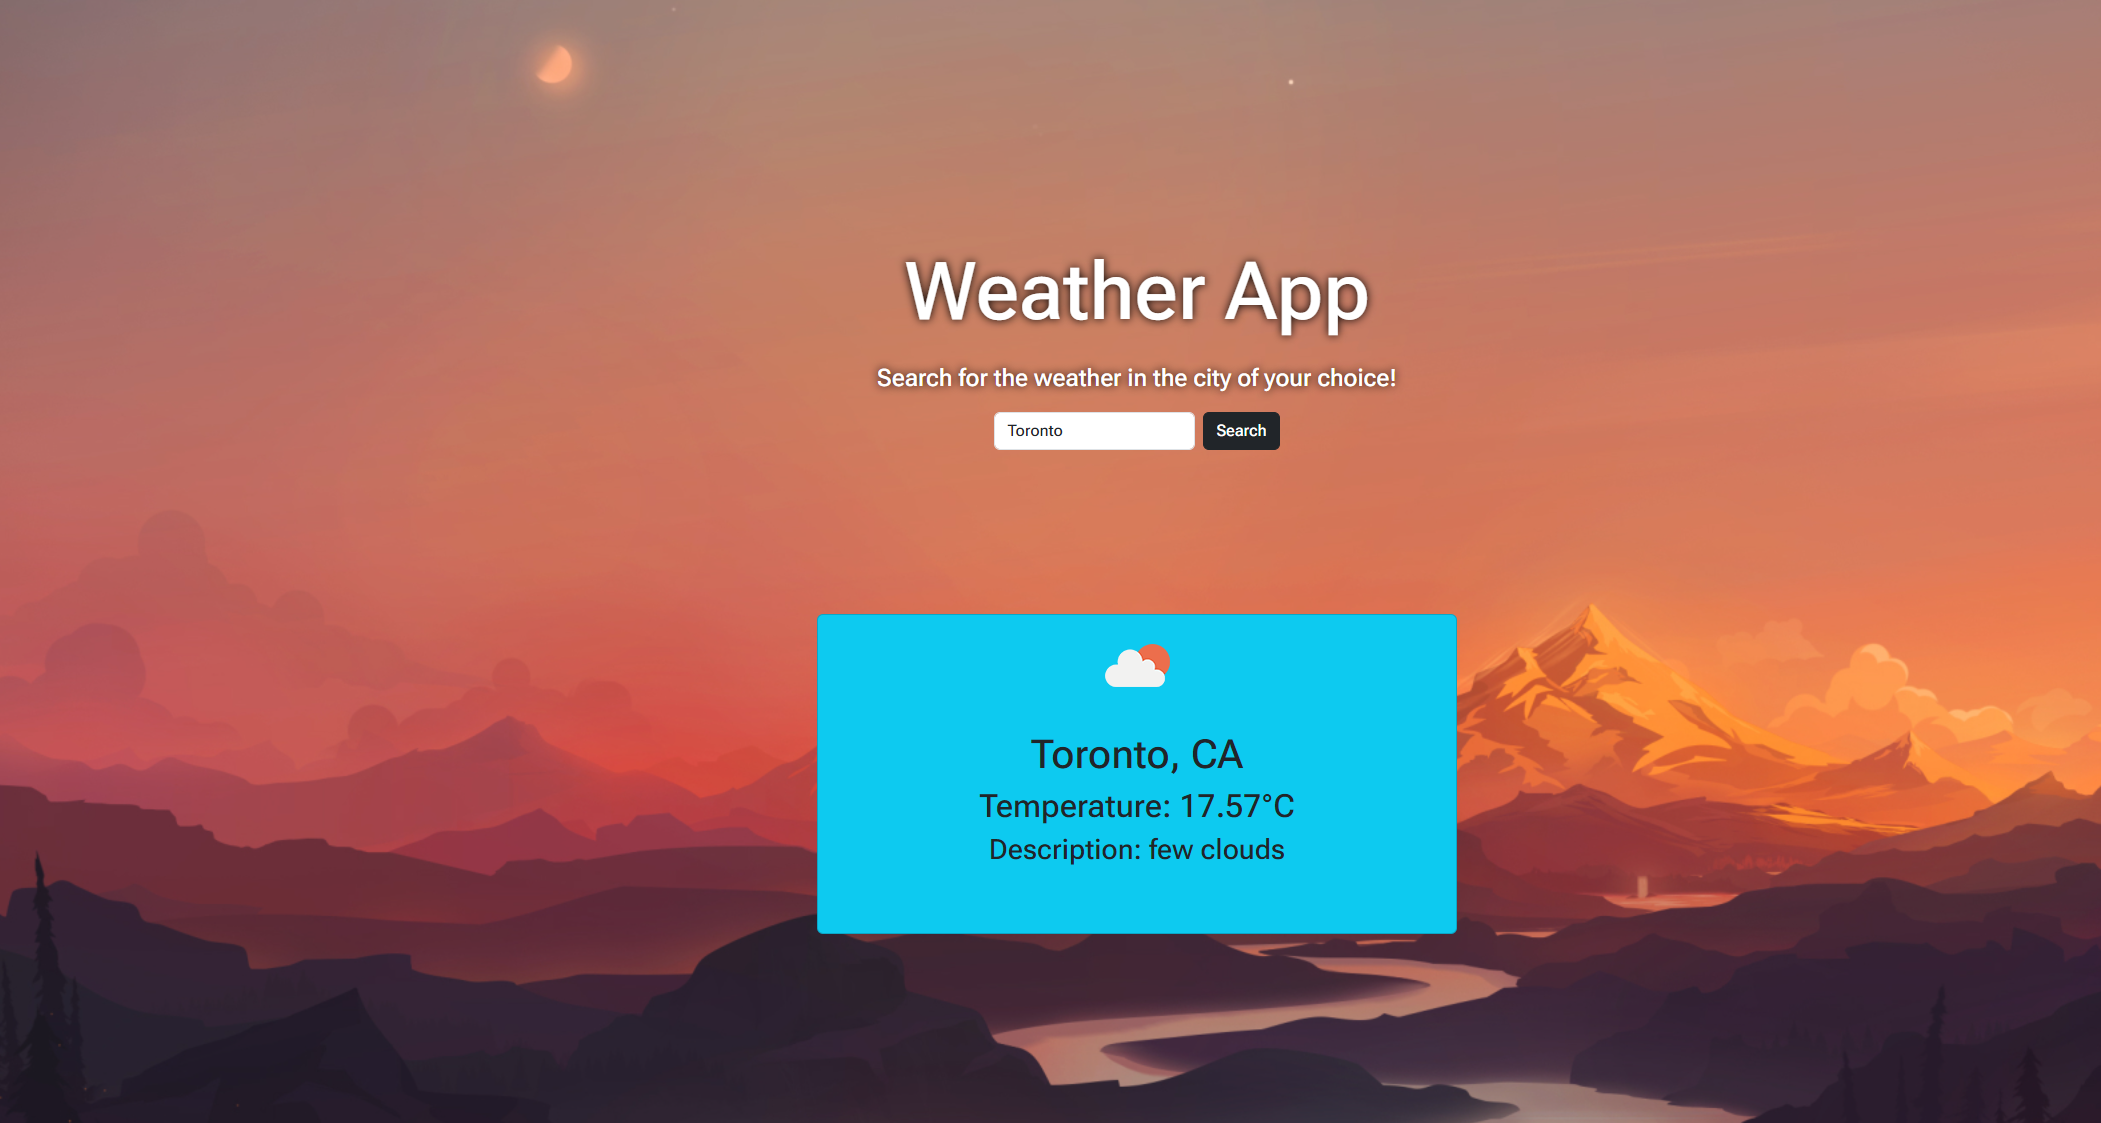 Weather App
Search for the weather in the city of your choice!
Toronto Search
Toronto, CA
Temperature: 17.57°C
Description: few clouds